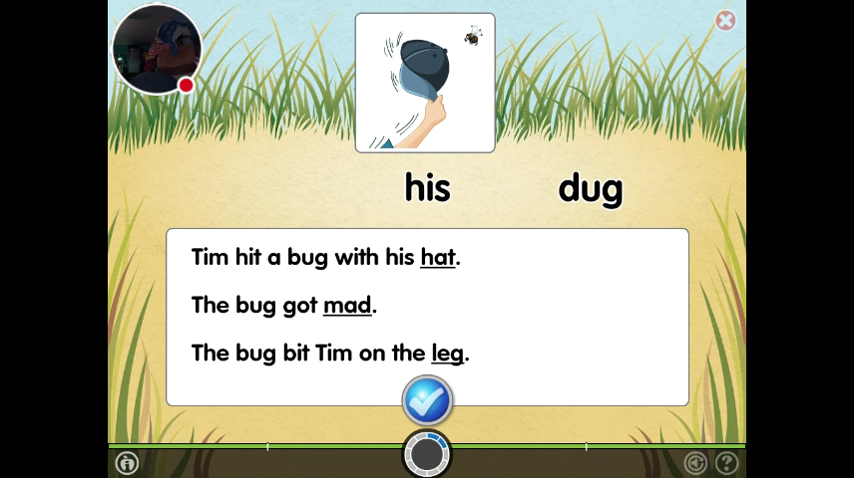 his dug
Tim hit a bug with his hat.
The bug got mad.
The bug bit Tim on the leg.
?